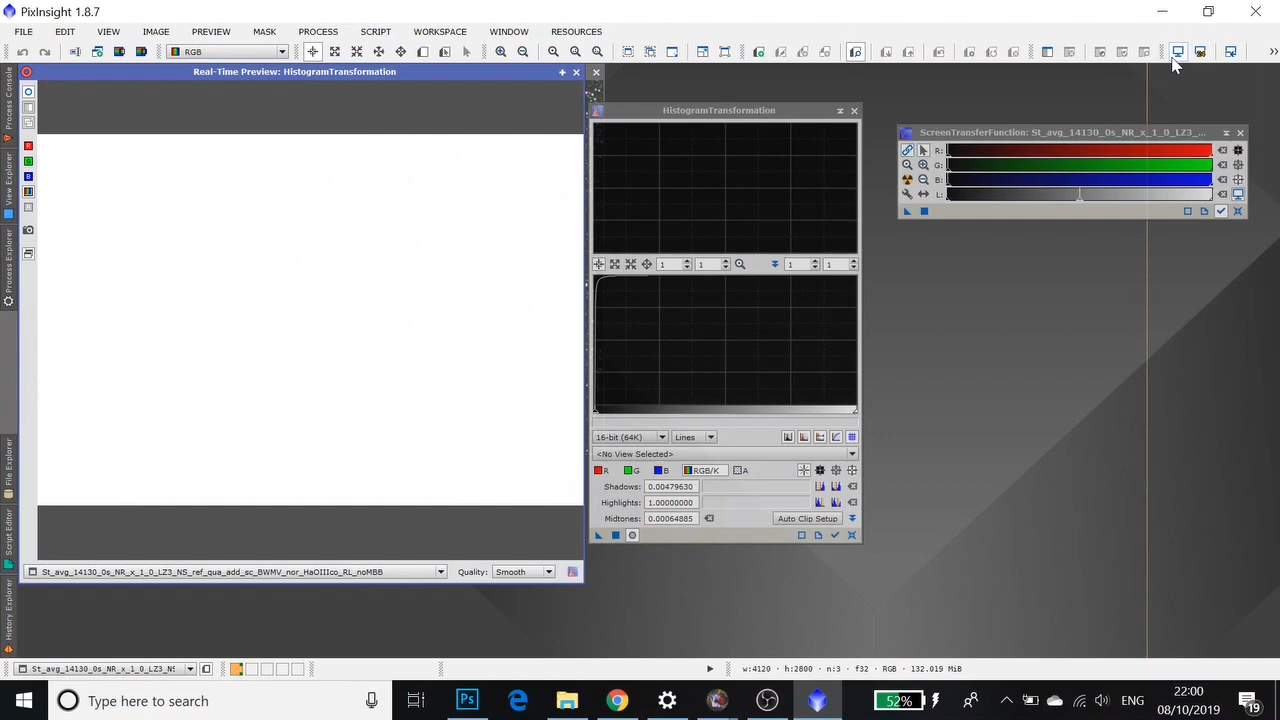 PixInsight 1.8.7
FILE EDIT VIEW IMAGE PREVIEW MASK PROCESS SCRIPT WORKSPACE WINDOW RESOURCES
RGB
Real-Time Preview: HistogramTransformation
HistogramTransformation
ScreenTransferFunction: St_avg_14130_0s_NR_x_1_0_LZ3_...
R:
G:
B:
L:
Process Console
View Explorer
Process Explorer
File Explorer
Script Editor
History Explorer
1 1 1 1
16-bit (64K) Lines
<No View Selected>
R G B RGB/K A
Shadows: 0.00479630
Highlights: 1.00000000
Midtones: 0.00064885 Auto Clip Setup
St_avg_14130_0s_NR_x_1_0_LZ3_NS_ref_qua_add_sc_BWMV_nor_HaOIIIco_RL_noMBB Quality: Smooth
St_avg_14130_0s_NR_x_1_0_LZ3_NS w:4120 · h:2800 · n:3 · f32 · RGB · 132.019 MiB
Type here to search
Ps
52%
ENG
22:00
08/10/2019
19